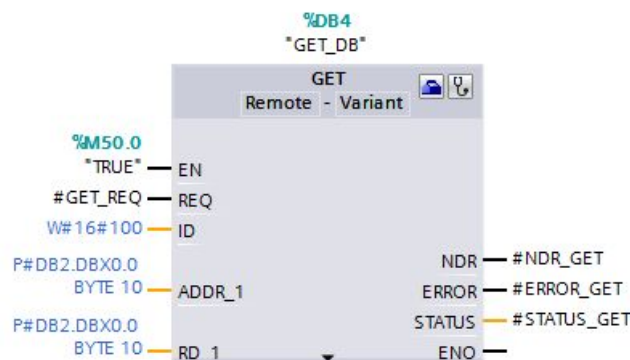 %DB4
"GET_DB"
GET
Remote - Variant
%M50.0
"TRUE"
EN
#GET_REQ
REQ
W#16#100
ID
P#DB2.DBX0.0
BYTE 10
ADDR_1
P#DB2.DBX0.0
BYTE 10
RD_1
NDR
#NDR_GET
ERROR
#ERROR_GET
STATUS
#STATUS_GET
ENO